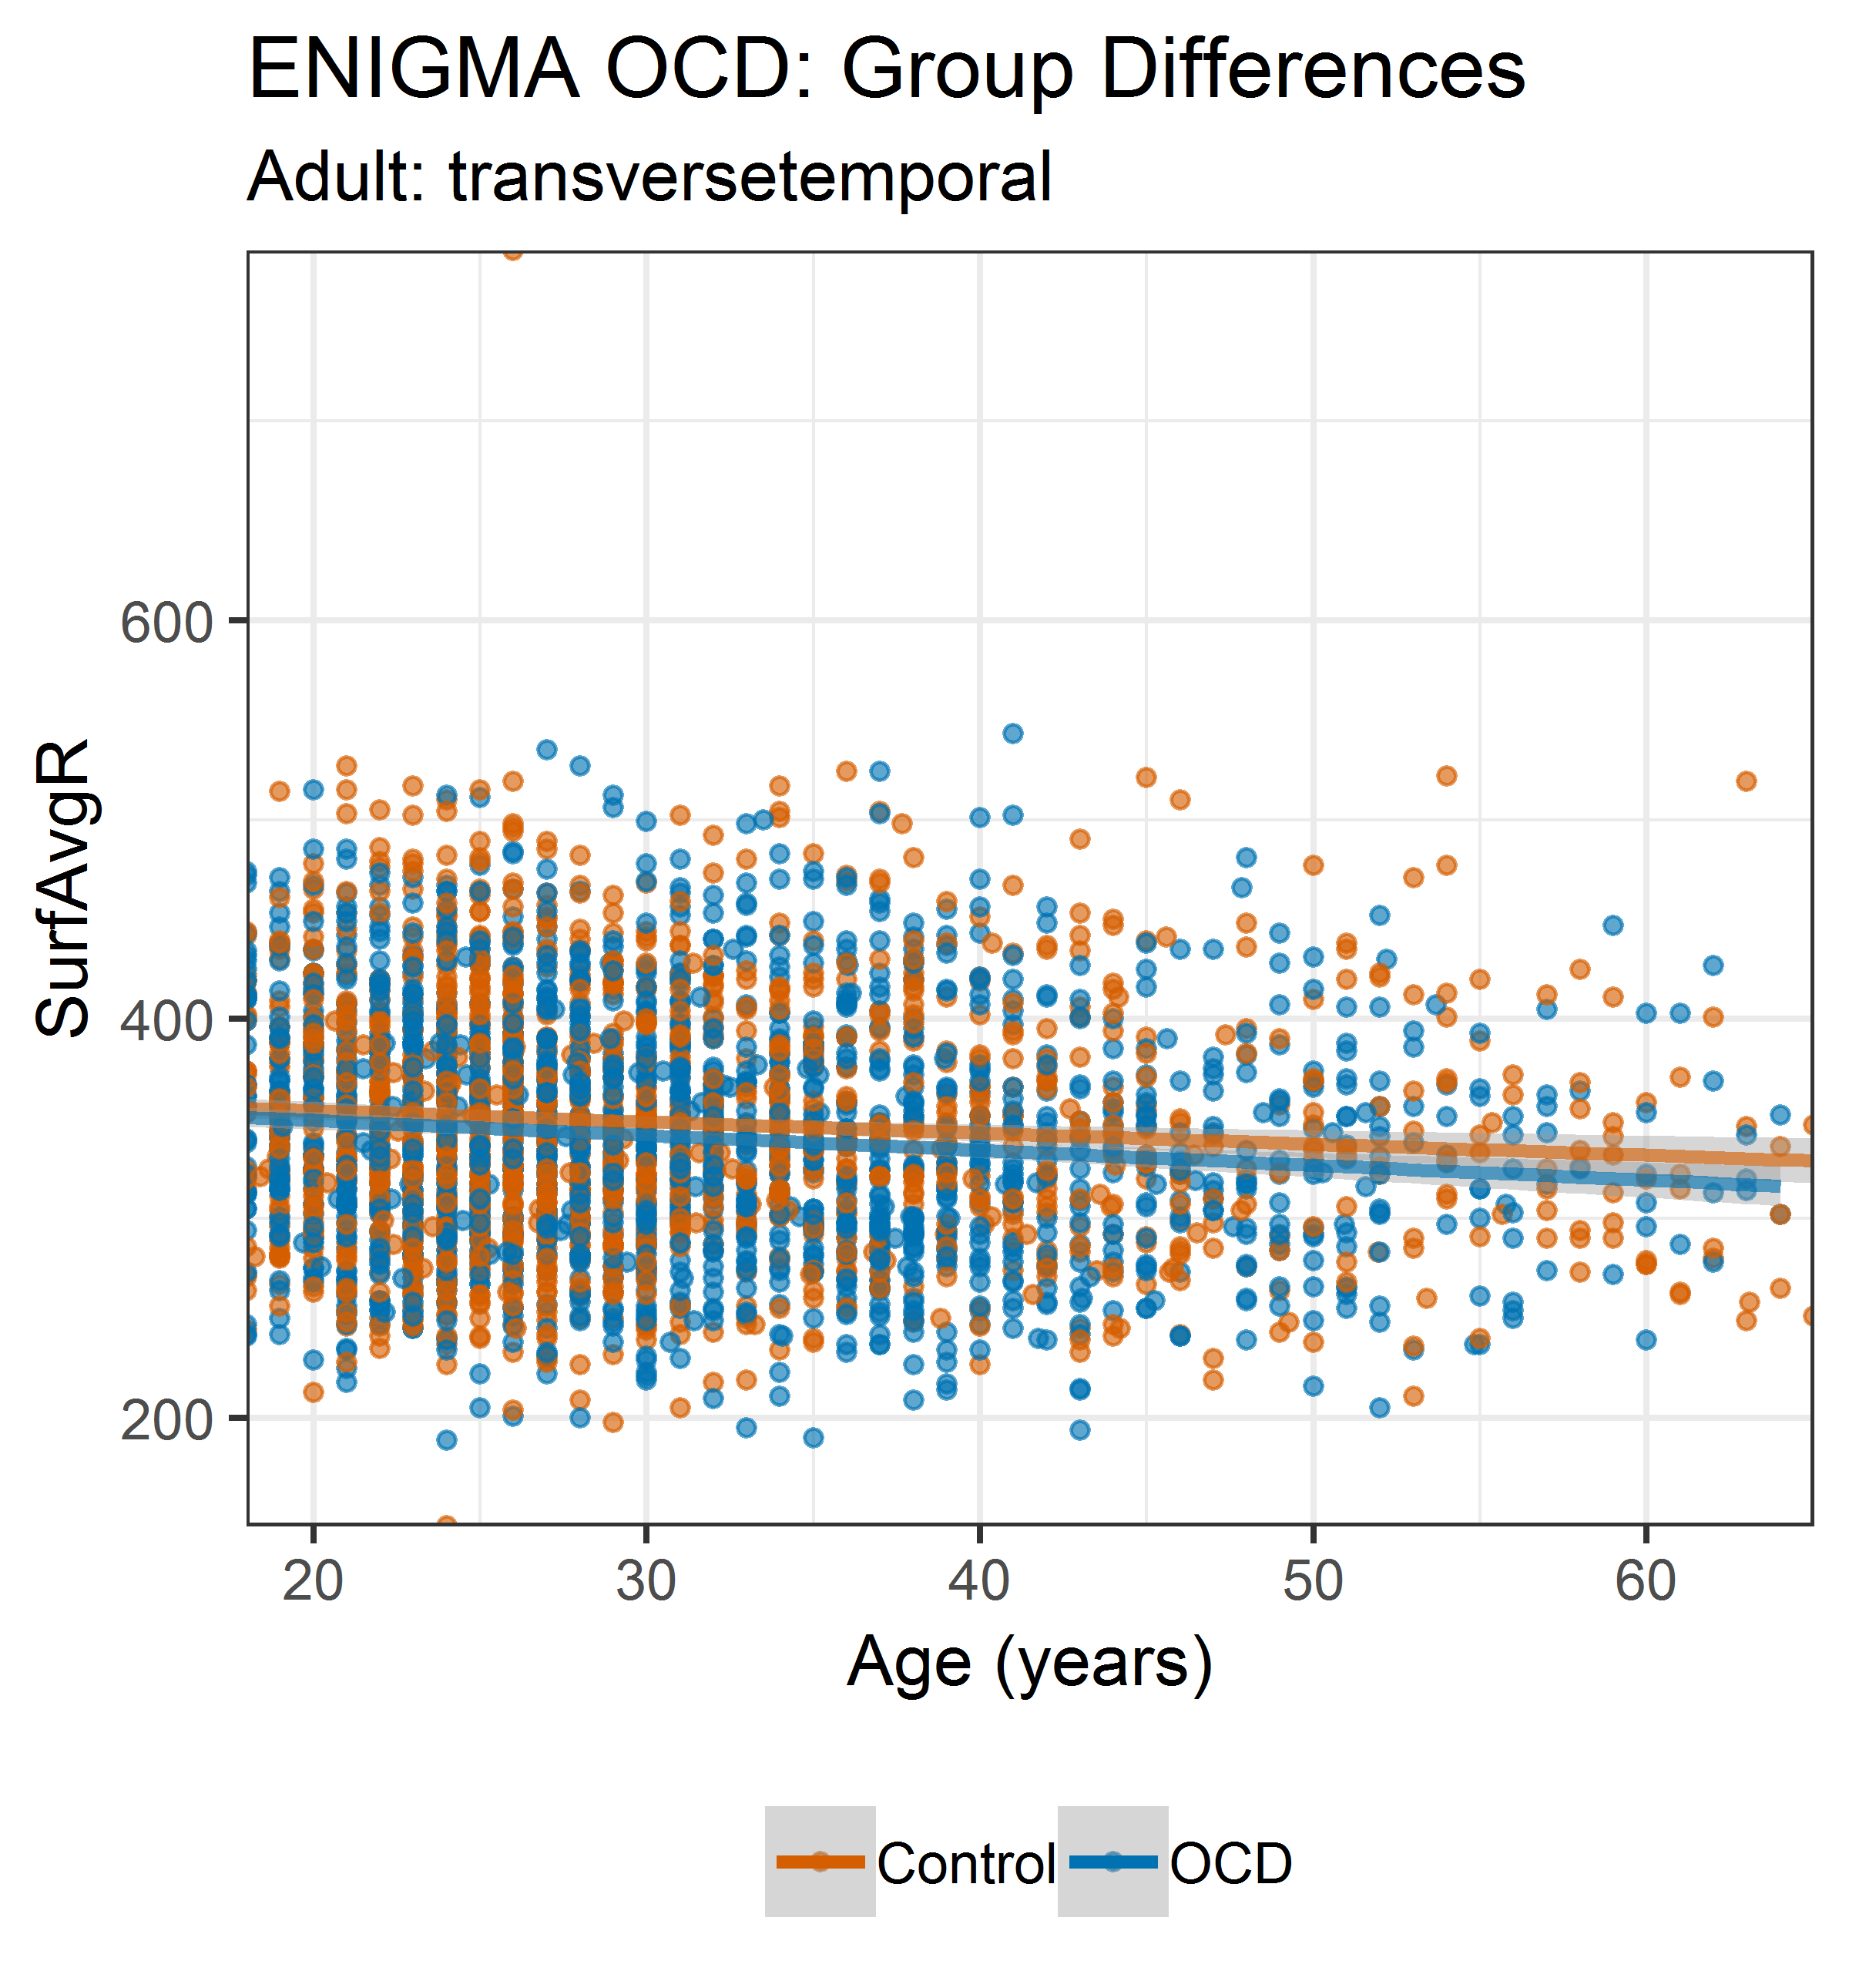 ENIGMA OCD: Group Differences
Adult: transversetemporal
SurfAvgR
600
400
200
20 30 40 50 60
Age (years)
Control OCD